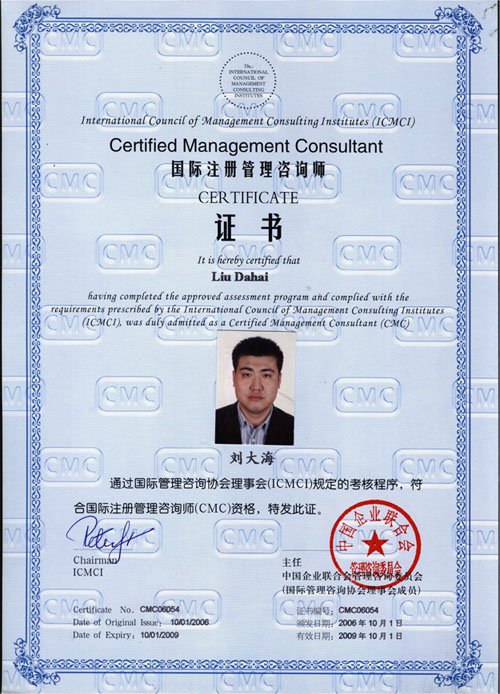 The
INTERNATIONAL
COUNCIL OF
MANAGEMENT
CONSULTING
INSTITUTES
International Council of Management Consulting Institutes (ICMCI)
Certified Management Consultant
国际注册管理咨询师
CERTIFICATE
证 书
It is hereby certified that
Liu Dahai
having completed the approved assessment program and complied with the
requirements prescribed by the International Council of Management Consulting Institutes
(ICMCI), was duly admitted as a Certified Management Consultant (CMC)
刘大海
通过国际管理咨询协会理事会(ICMCI)规定的考核程序，符
合国际注册管理咨询师(CMC)资格，特发此证。
Chairman
ICMCI
中国企业联合会
管理咨询委员会
主任
中国企业联合会管理咨询委员会
(国际管理咨询协会理事会成员)
Certificate No. CMC06054
Date of Original Issue: 10/01/2006
Date of Expiry: 10/01/2009
证书编号: CMC06054
颁发日期: 2006年10月1日
有效日期: 2009年10月1日
CMC